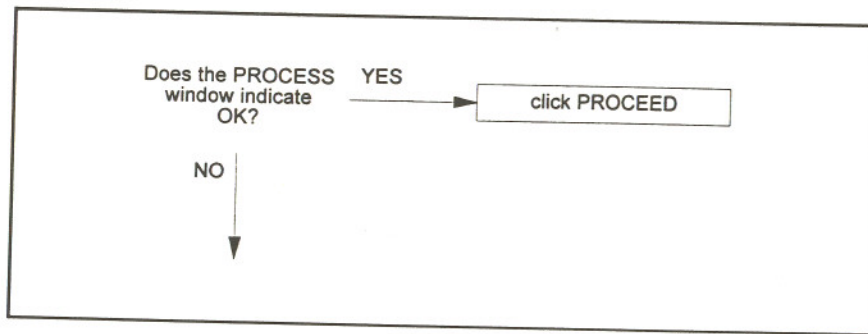 Does the PROCESS
window indicate
OK?
YES
click PROCEED
NO